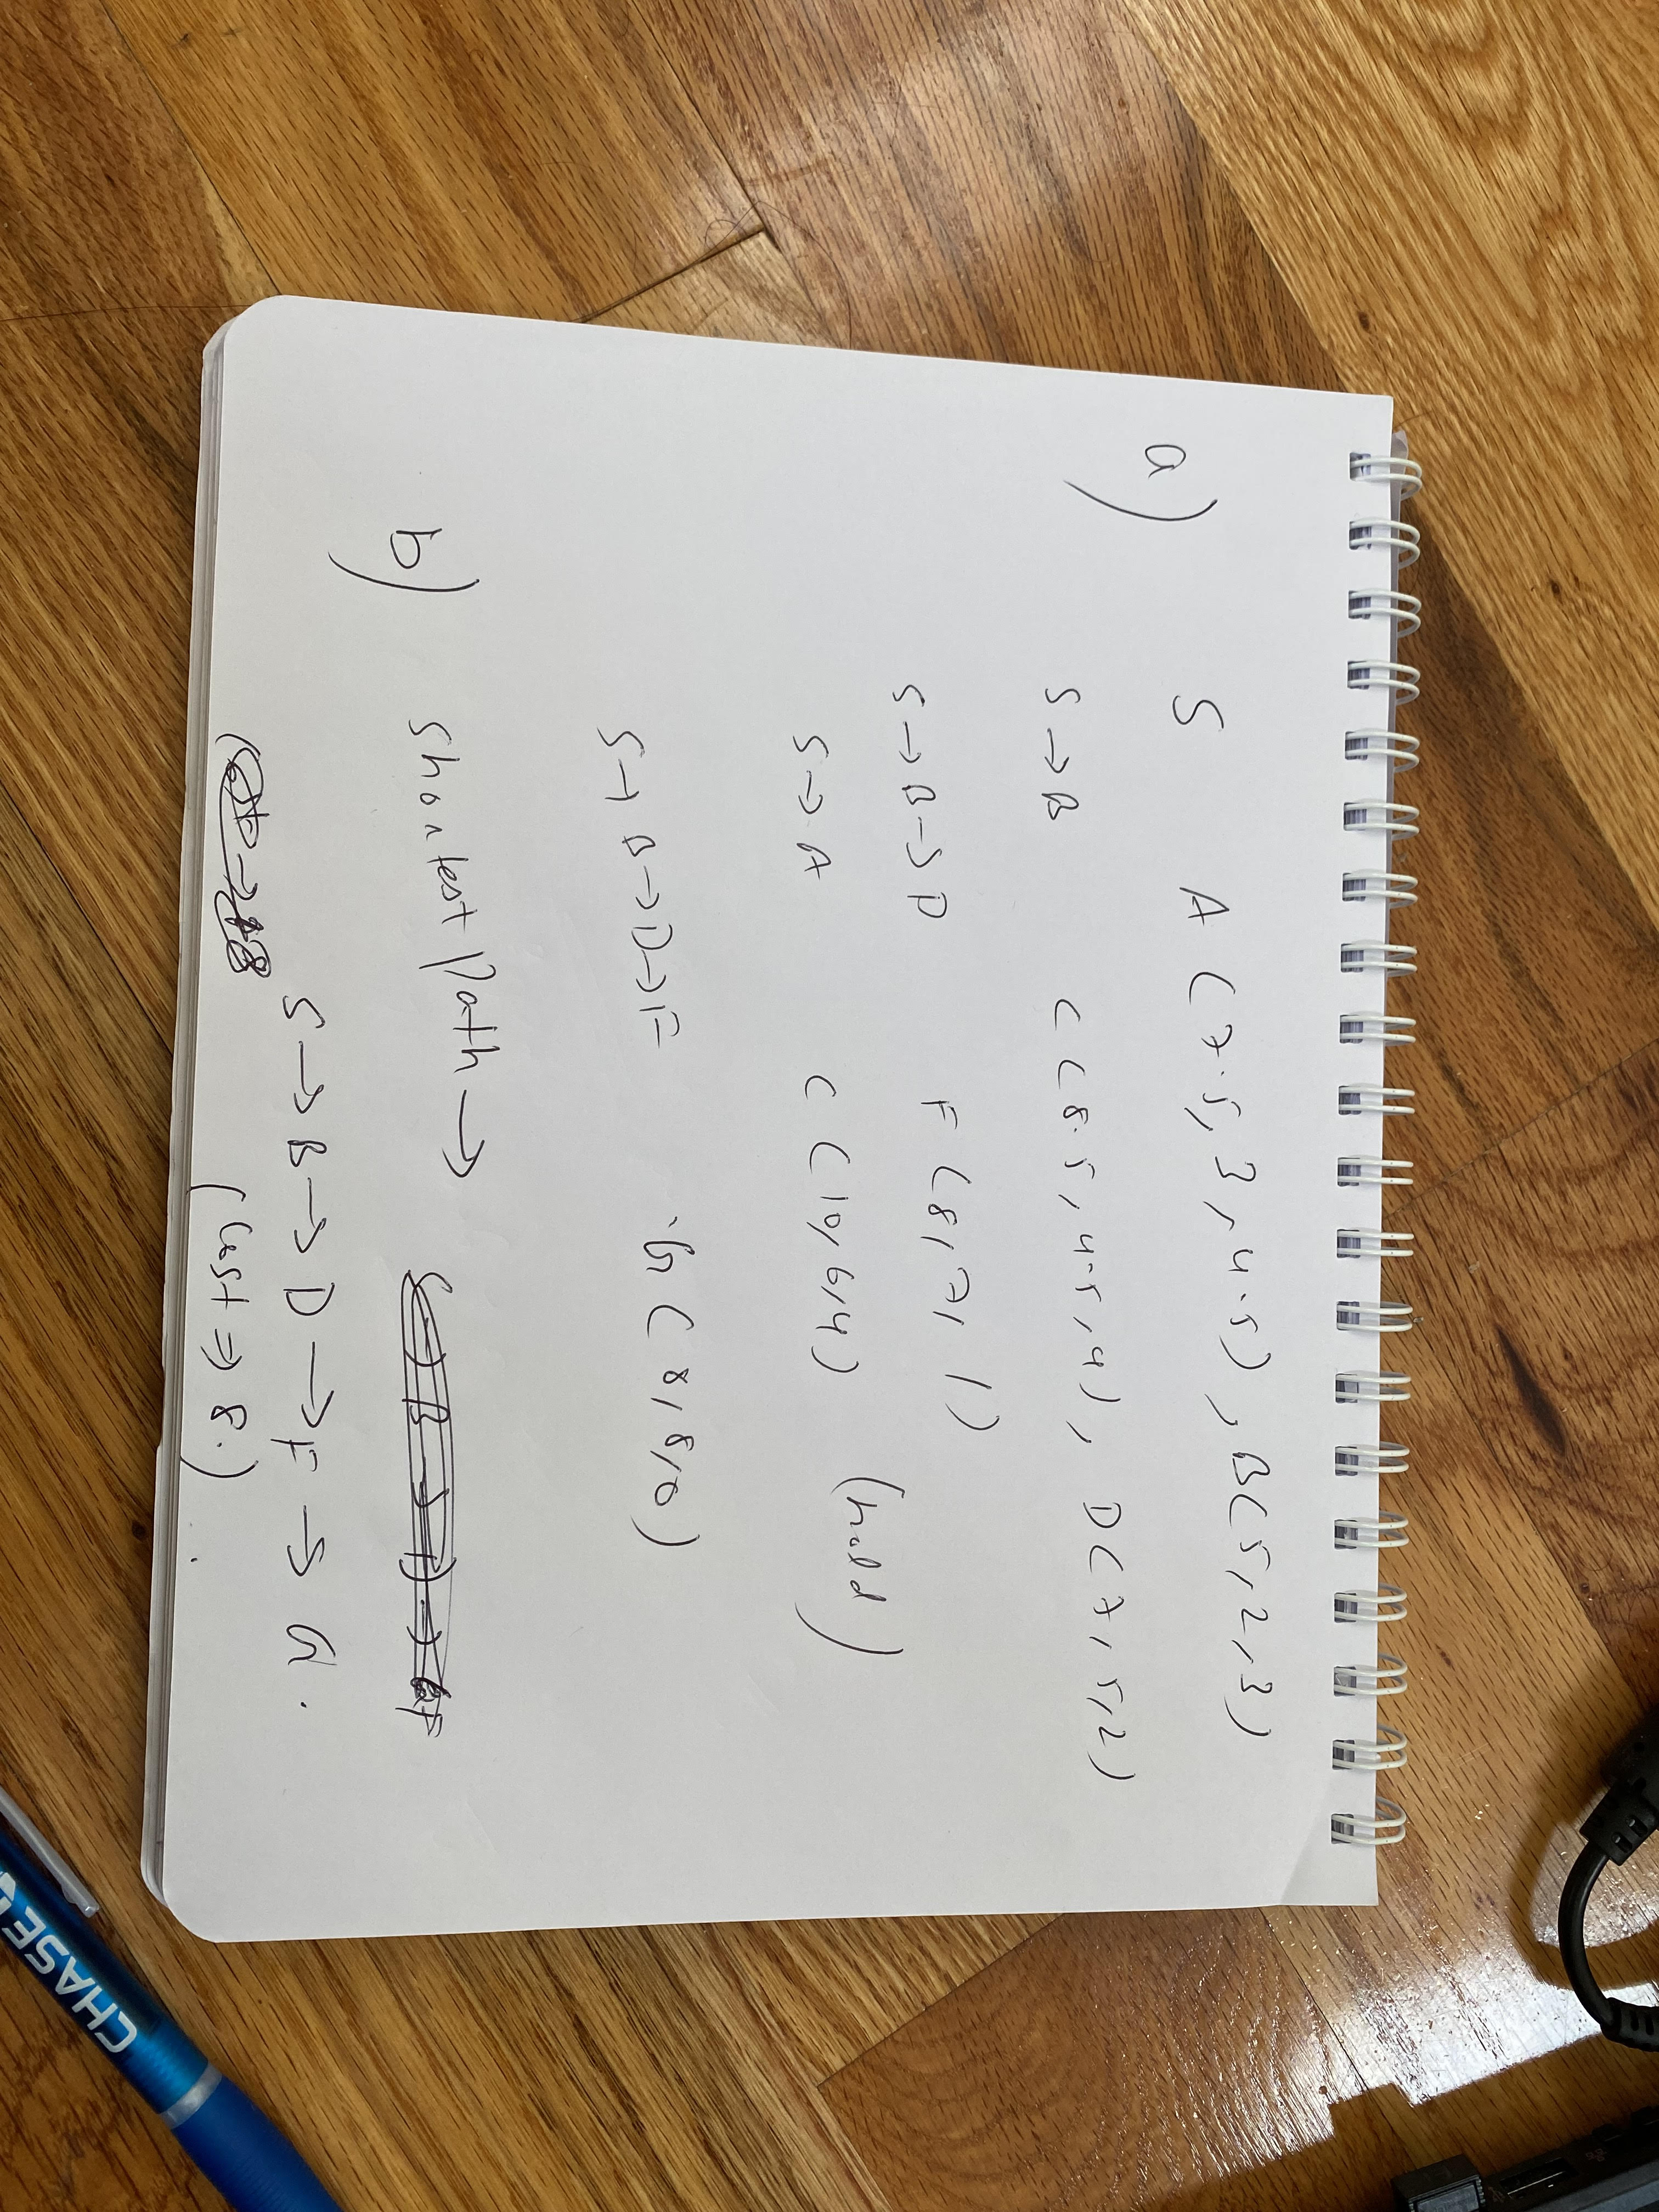 a) S A (7.5, 3, 4.5), B(5, 2, 3)
S → B C (8.5, 4.5, 4), D(7, 5, 2)
S → B → D F (8, 7, 1)
S → A C (10, 6, 4) (hold)
S → B → D → F G (8, 8, 0)
b) Shortest Path →
S → B → D → F → G.
(Cost ⇒ 8.)
CHASE